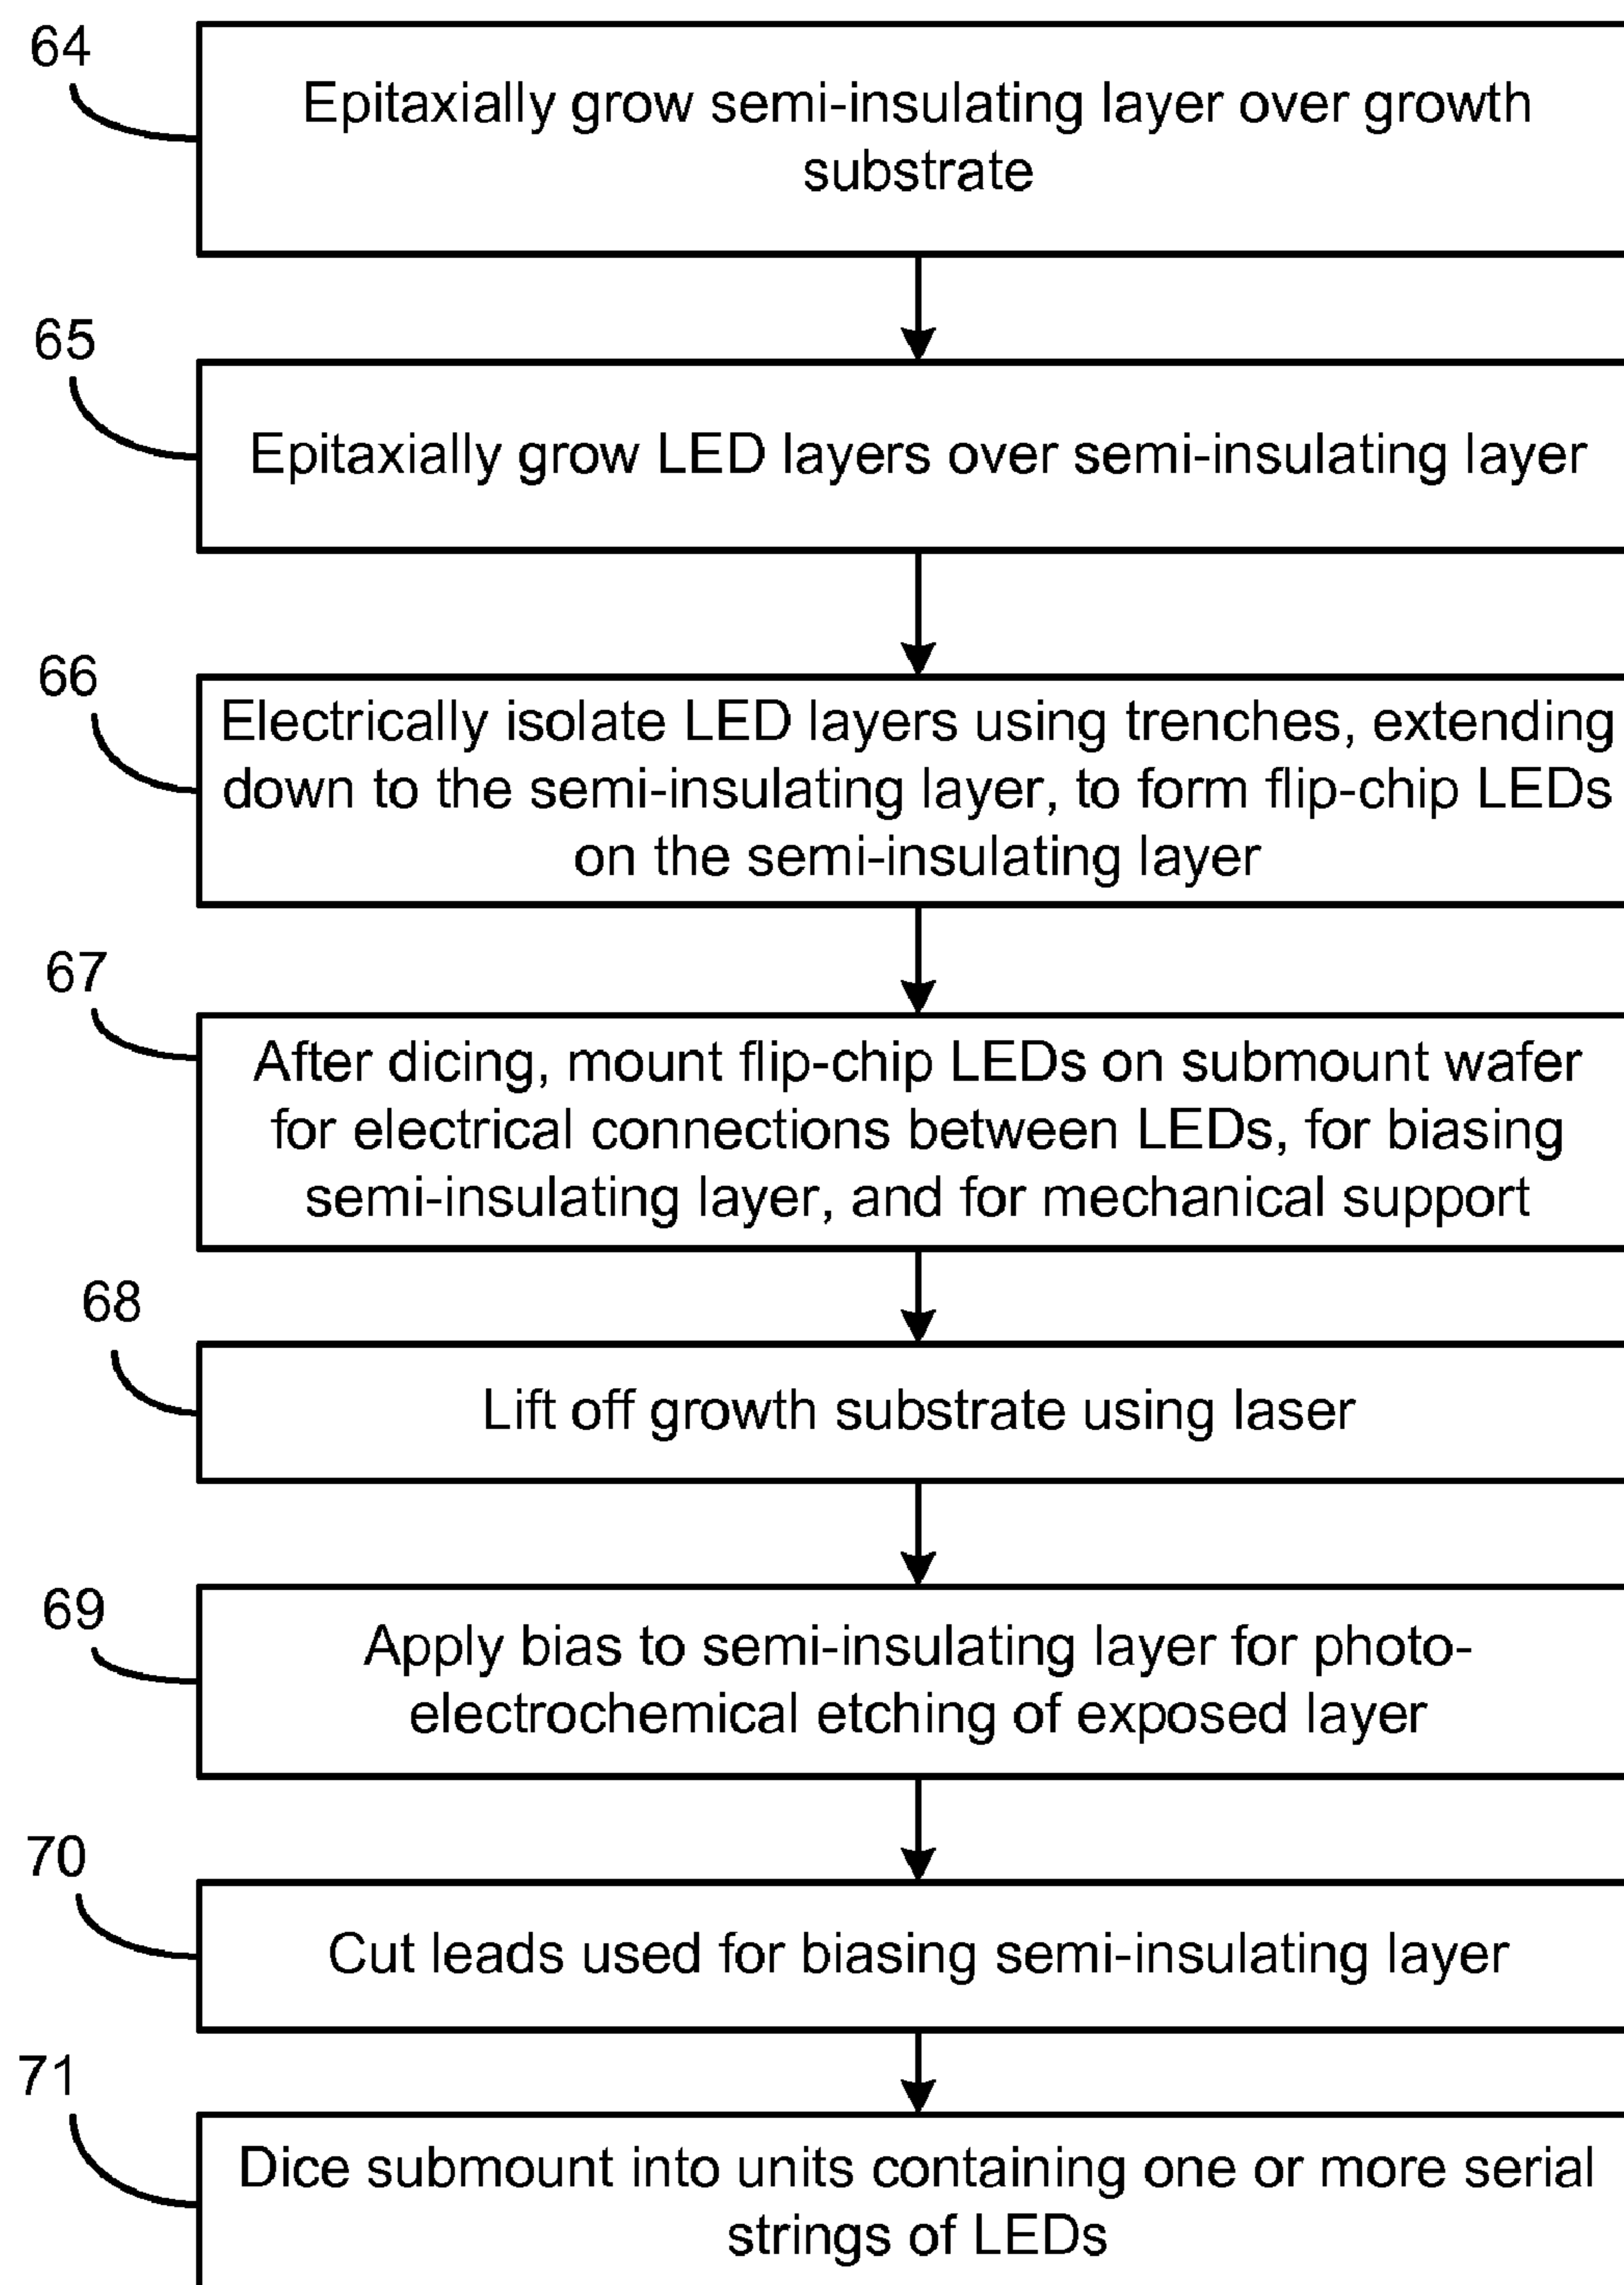 64
Epitaxially grow semi-insulating layer over growth
substrate
65
Epitaxially grow LED layers over semi-insulating layer
66
Electrically isolate LED layers using trenches, extending
down to the semi-insulating layer, to form flip-chip LEDs
on the semi-insulating layer
67
After dicing, mount flip-chip LEDs on submount wafer
for electrical connections between LEDs, for biasing
semi-insulating layer, and for mechanical support
68
Lift off growth substrate using laser
69
Apply bias to semi-insulating layer for photo-
electrochemical etching of exposed layer
70
Cut leads used for biasing semi-insulating layer
71
Dice submount into units containing one or more serial
strings of LEDs